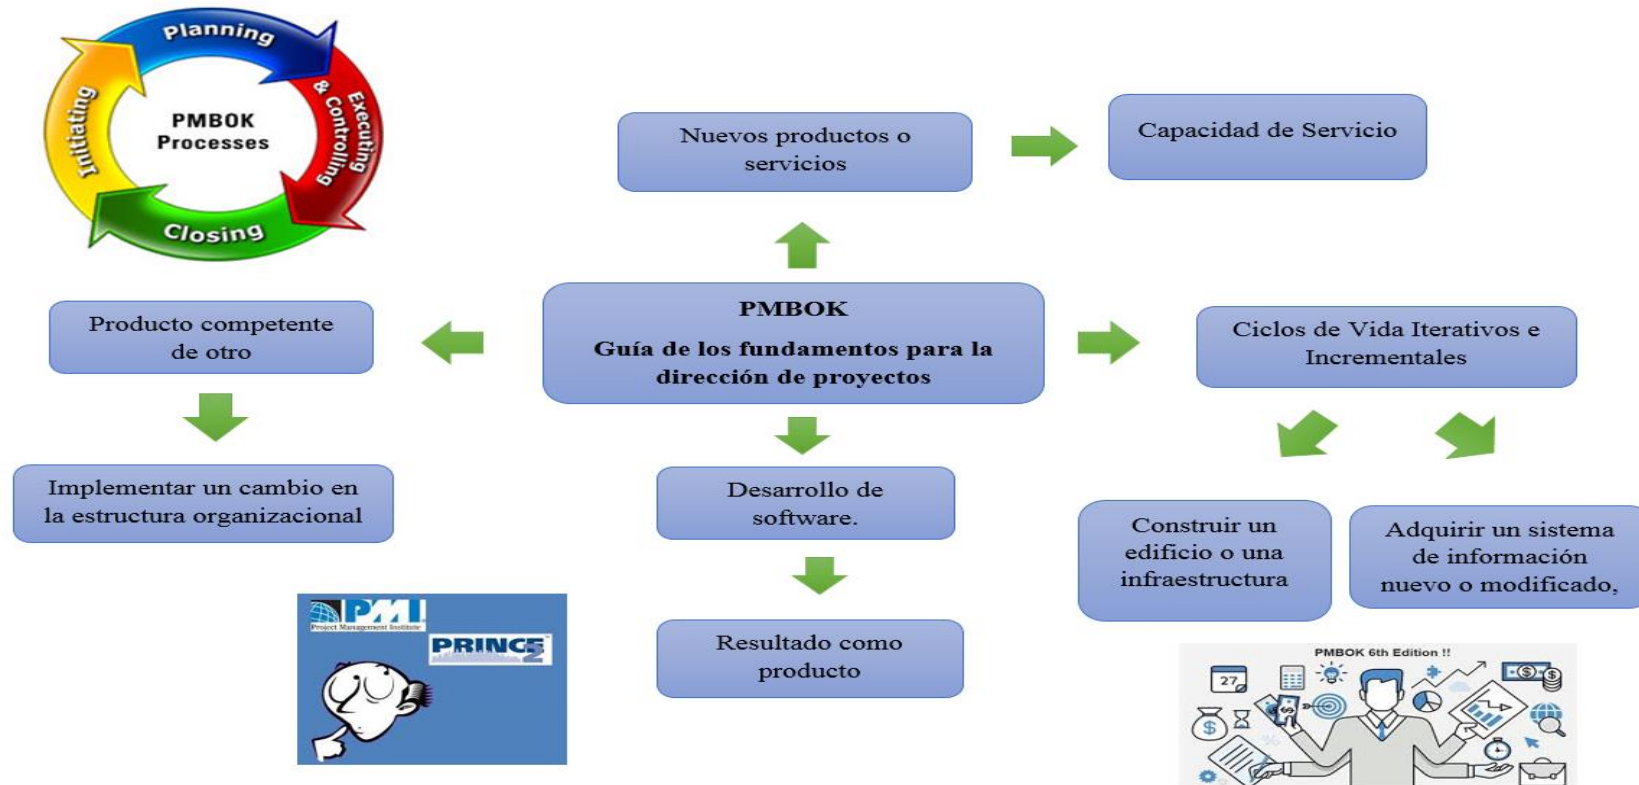 Planning
Executing
& Controlling
Closing
Initiating
PMBOK
Processes
Nuevos productos o
servicios
Capacidad de Servicio
Producto competente
de otro
PMBOK
Guía de los fundamentos para la
dirección de proyectos
Ciclos de Vida Iterativos e
Incrementales
Implementar un cambio en
la estructura organizacional
Desarrollo de
software.
Construir un
edificio o una
infraestructura
Adquirir un sistema
de información
nuevo o modificado,
Resultado como
producto
PMI
Project Management Institute
PRINCE2
PMBOK 6th Edition !!
27
$
$
$
$